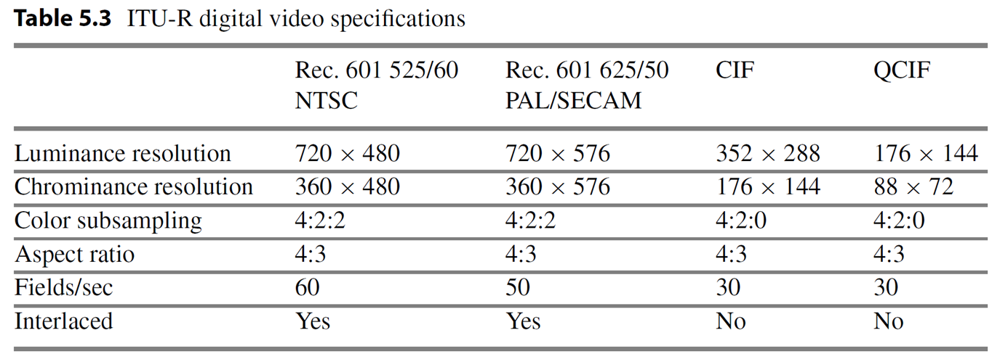 Table 5.3 ITU-R digital video specifications
Rec. 601 525/60 Rec. 601 625/50 CIF QCIF
NTSC PAL/SECAM
Luminance resolution 720 × 480 720 × 576 352 × 288 176 × 144
Chrominance resolution 360 × 480 360 × 576 176 × 144 88 × 72
Color subsampling 4:2:2 4:2:2 4:2:0 4:2:0
Aspect ratio 4:3 4:3 4:3 4:3
Fields/sec 60 50 30 30
Interlaced Yes Yes No No